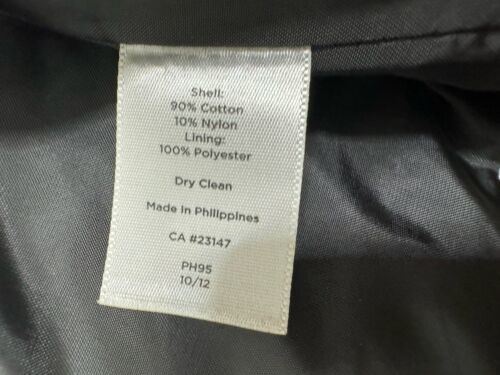 Shell:
90% Cotton
10% Nylon
Lining:
100% Polyester
Dry Clean
Made In Philippines
CA #23147
PH95
10/12